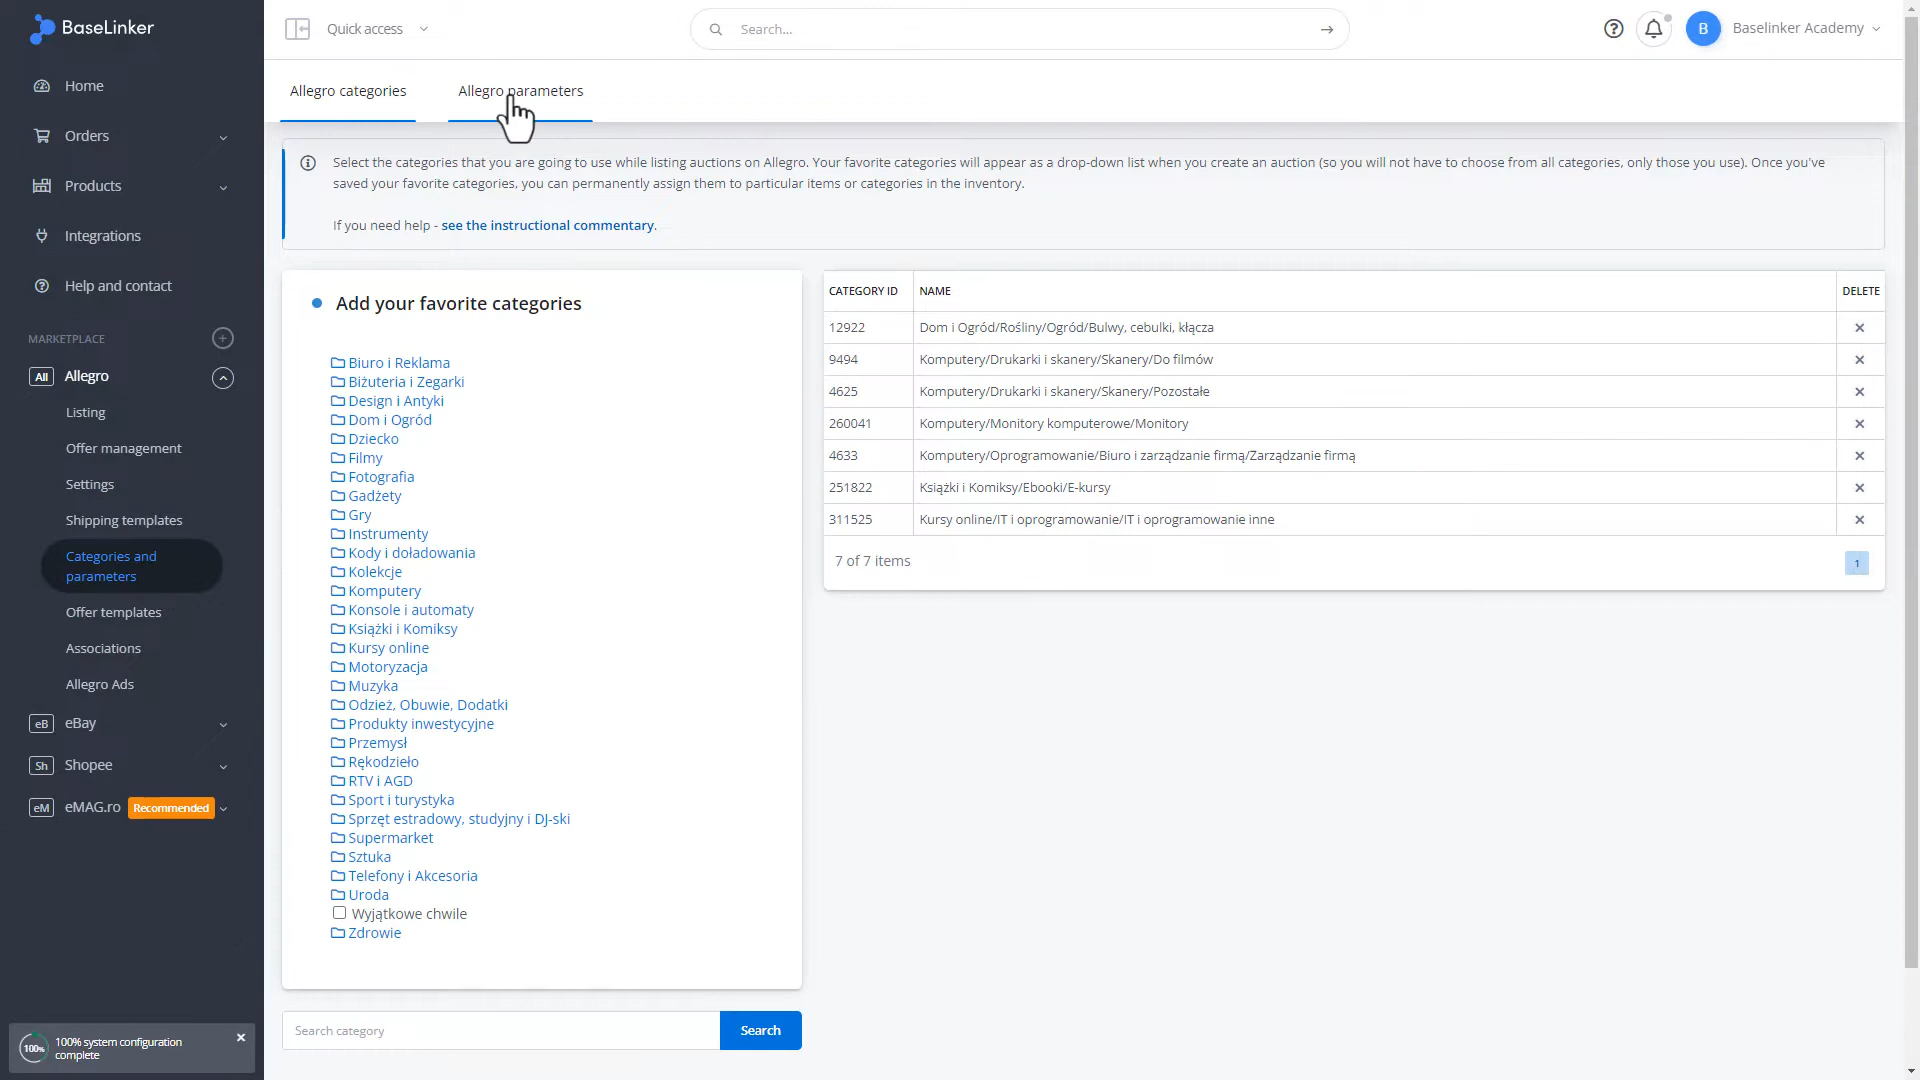 BaseLinker
Quick access
Search...
B
Baselinker Academy
Home
Orders
Products
Integrations
Help and contact
MARKETPLACE
All Allegro
Listing
Offer management
Settings
Shipping templates
Categories and
parameters
Offer templates
Associations
Allegro Ads
eB eBay
Sh Shopee
eM eMAG.ro Recommended
100%
100% system configuration
complete
Allegro categories
Allegro parameters
Select the categories that you are going to use while listing auctions on Allegro. Your favorite categories will appear as a drop-down list when you create an auction (so you will not have to choose from all categories, only those you use). Once you've
saved your favorite categories, you can permanently assign them to particular items or categories in the inventory.
If you need help - see the instructional commentary.
Add your favorite categories
Biuro i Reklama
Biżuteria i Zegarki
Design i Antyki
Dom i Ogród
Dziecko
Filmy
Fotografia
Gadżety
Gry
Instrumenty
Kody i doładowania
Kolekcje
Komputery
Konsole i automaty
Książki i Komiksy
Kursy online
Motoryzacja
Muzyka
Odzież, Obuwie, Dodatki
Produkty inwestycyjne
Przemysł
Rękodzieło
RTV i AGD
Sport i turystyka
Sprzęt estradowy, studyjny i DJ-ski
Supermarket
Sztuka
Telefony i Akcesoria
Uroda
Wyjątkowe chwile
Zdrowie
Search category
Search
CATEGORY ID NAME DELETE
12922 Dom i Ogród/Rośliny/Ogród/Bulwy, cebulki, kłącza
9494 Komputery/Drukarki i skanery/Skanery/Do filmów
4625 Komputery/Drukarki i skanery/Skanery/Pozostałe
260041 Komputery/Monitory komputerowe/Monitory
4633 Komputery/Oprogramowanie/Biuro i zarządzanie firmą/Zarządzanie firmą
251822 Książki i Komiksy/Ebooki/E-kursy
311525 Kursy online/IT i oprogramowanie/IT i oprogramowanie inne
7 of 7 items
1